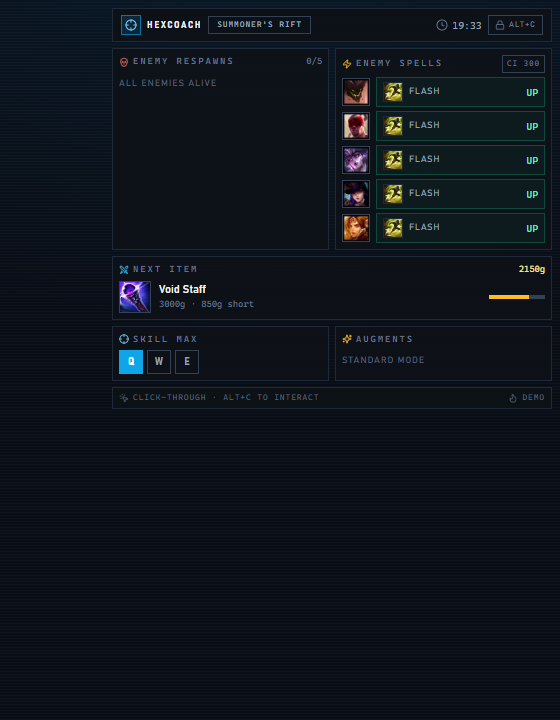 HEXCOACH SUMMONER'S RIFT 19:33 ALT+C
ENEMY RESPAWNS 0/5
ALL ENEMIES ALIVE
ENEMY SPELLS CI 300
FLASH UP
FLASH UP
FLASH UP
FLASH UP
FLASH UP
NEXT ITEM 2150g
Void Staff
3000g · 850g short
SKILL MAX
Q W E
AUGMENTS
STANDARD MODE
CLICK-THROUGH · ALT+C TO INTERACT DEMO